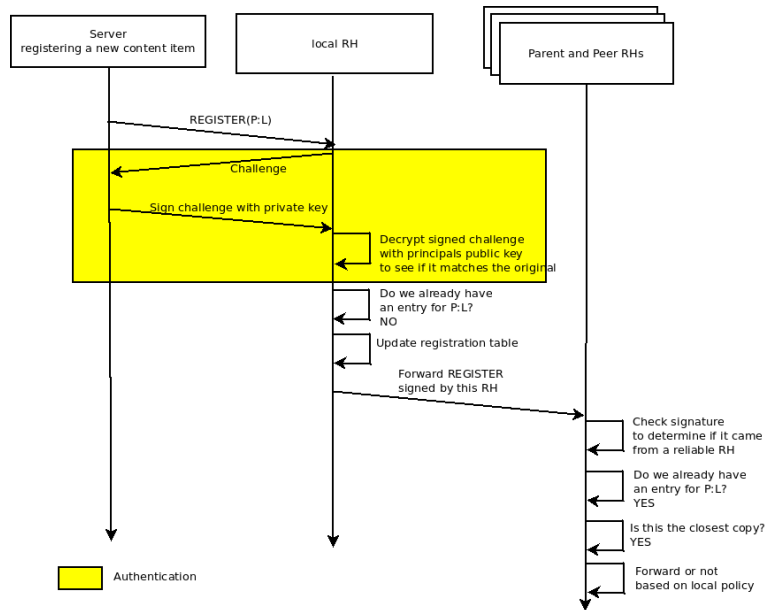 Server
registering a new content item
local RH
Parent and Peer RHs
REGISTER(P:L)
Challenge
Sign challenge with private key
Decrypt signed challenge
with principals public key
to see if it matches the original
Do we already have
an entry for P:L?
NO
Update registration table
Forward REGISTER
signed by this RH
Check signature
to determine if it came
from a reliable RH
Do we already have
an entry for P:L?
YES
Is this the closest copy?
YES
Forward or not
based on local policy
Authentication